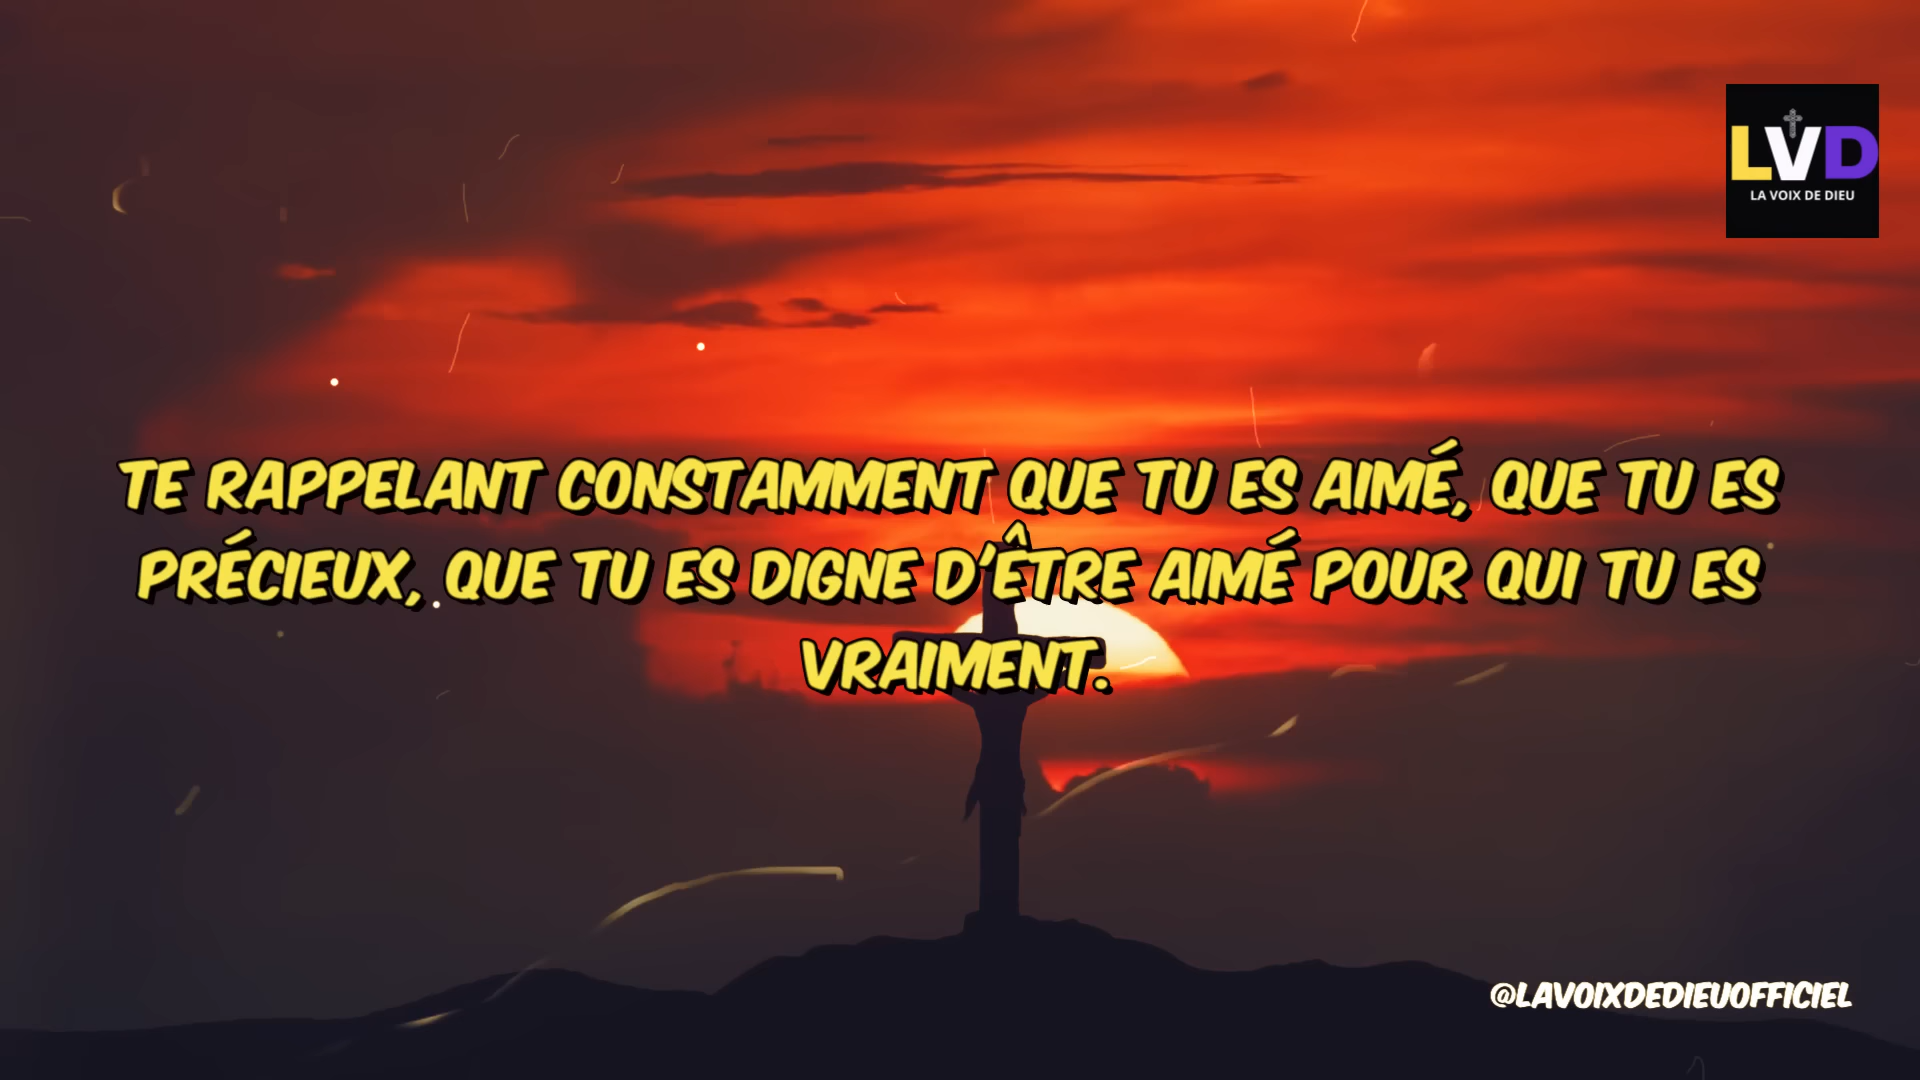 LVD
LA VOIX DE DIEU
TE RAPPELANT CONSTAMMENT QUE TU ES AIMÉ, QUE TU ES
PRÉCIEUX, QUE TU ES DIGNE D'ÊTRE AIMÉ POUR QUI TU ES
VRAIMENT.
@LAVOIXDEDIEUOFFICIEL